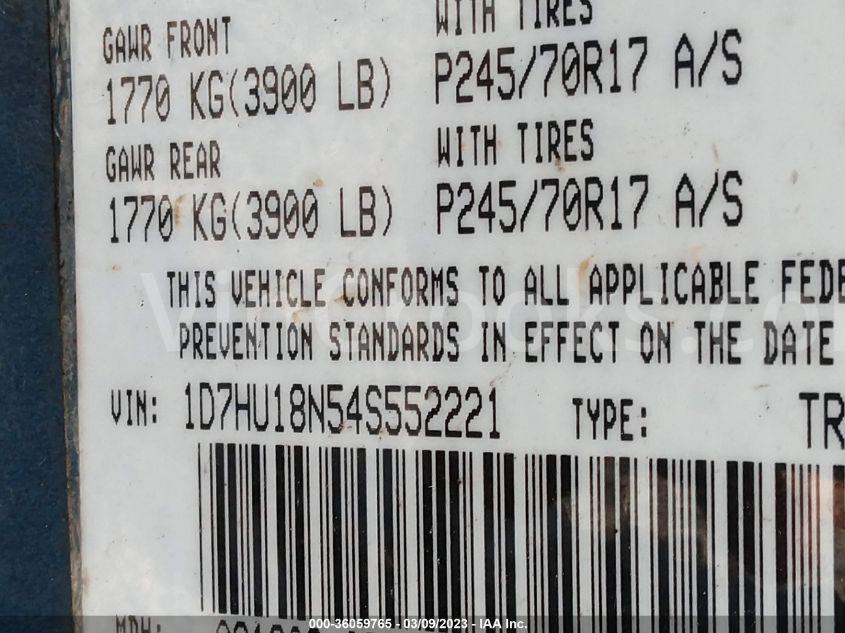 GAWR FRONT WITH TIRES
1770 KG(3900 LB) P245/70R17 A/S
GAWR REAR WITH TIRES
1770 KG(3900 LB) P245/70R17 A/S
THIS VEHICLE CONFORMS TO ALL APPLICABLE FEDE
PREVENTION STANDARDS IN EFFECT ON THE DATE
VIN: 1D7HU18N54S552221 TYPE: TR
MDH:
000-36059765 - 03/09/2023 - IAA Inc.